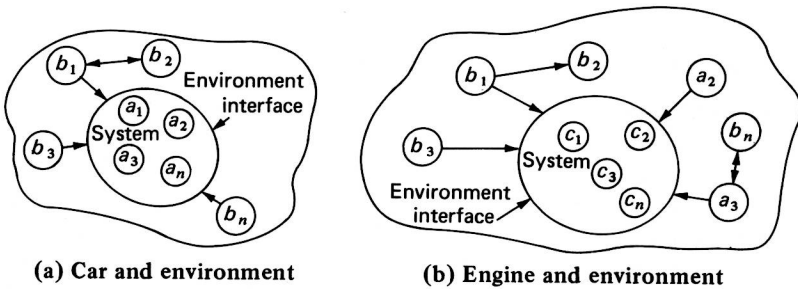 b1
b2
Environment
interface
a1
a2
System
b3
a3
an
bn
(a) Car and environment
b2
b1
a2
c1
c2
bn
b3
System
c3
Environment
interface
cn
a3
(b) Engine and environment